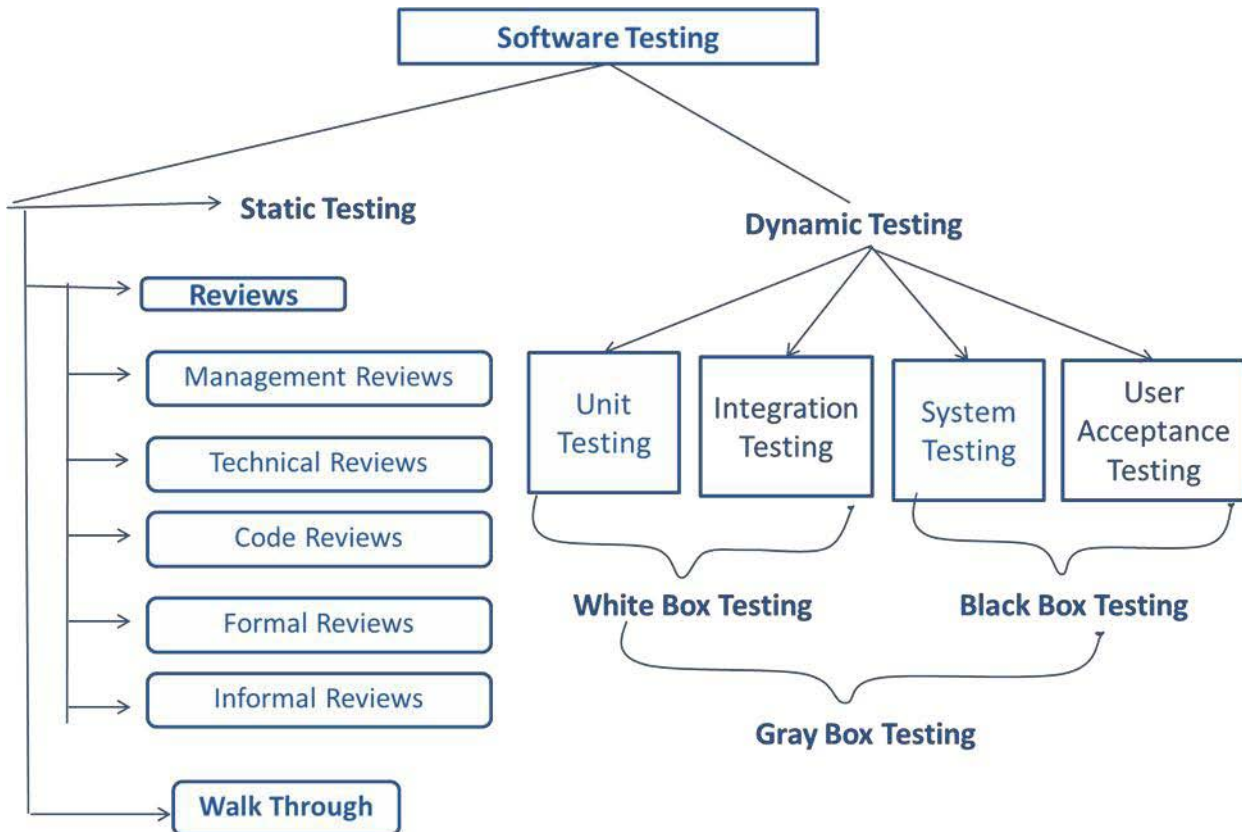 Software Testing
Static Testing
Dynamic Testing
Reviews
Management Reviews
Technical Reviews
Code Reviews
Formal Reviews
Informal Reviews
Walk Through
Unit
Testing
Integration
Testing
System
Testing
User
Acceptance
Testing
White Box Testing
Black Box Testing
Gray Box Testing